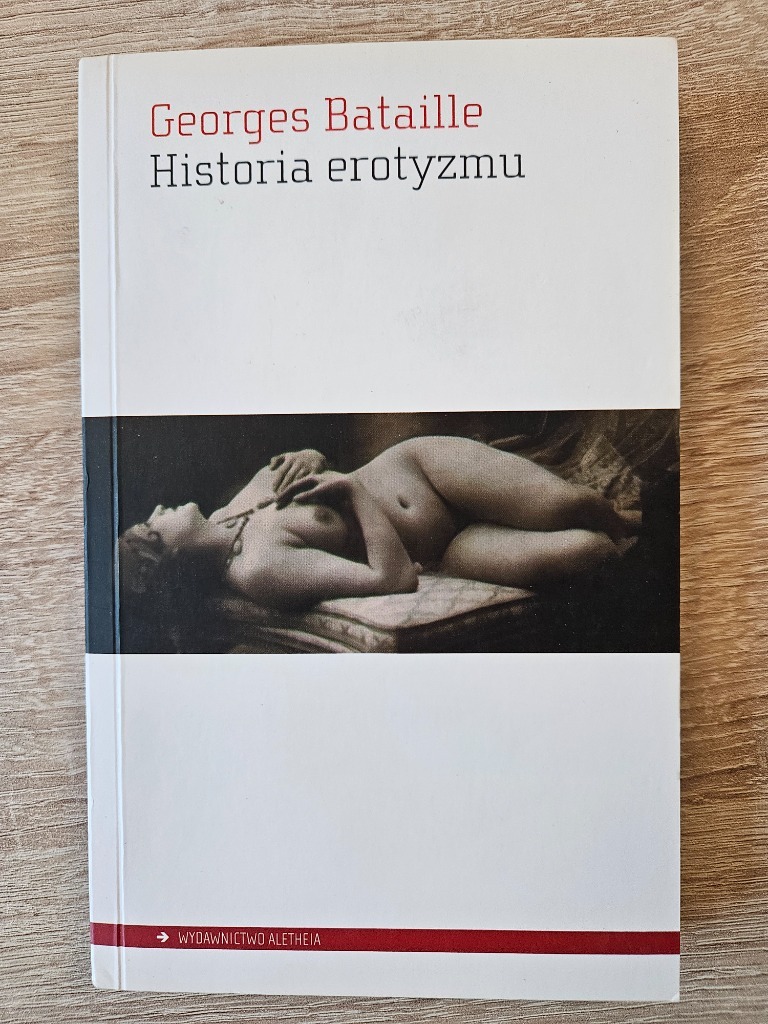 Georges Bataille
Historia erotyzmu
→ WYDAWNICTWO ALETHEIA